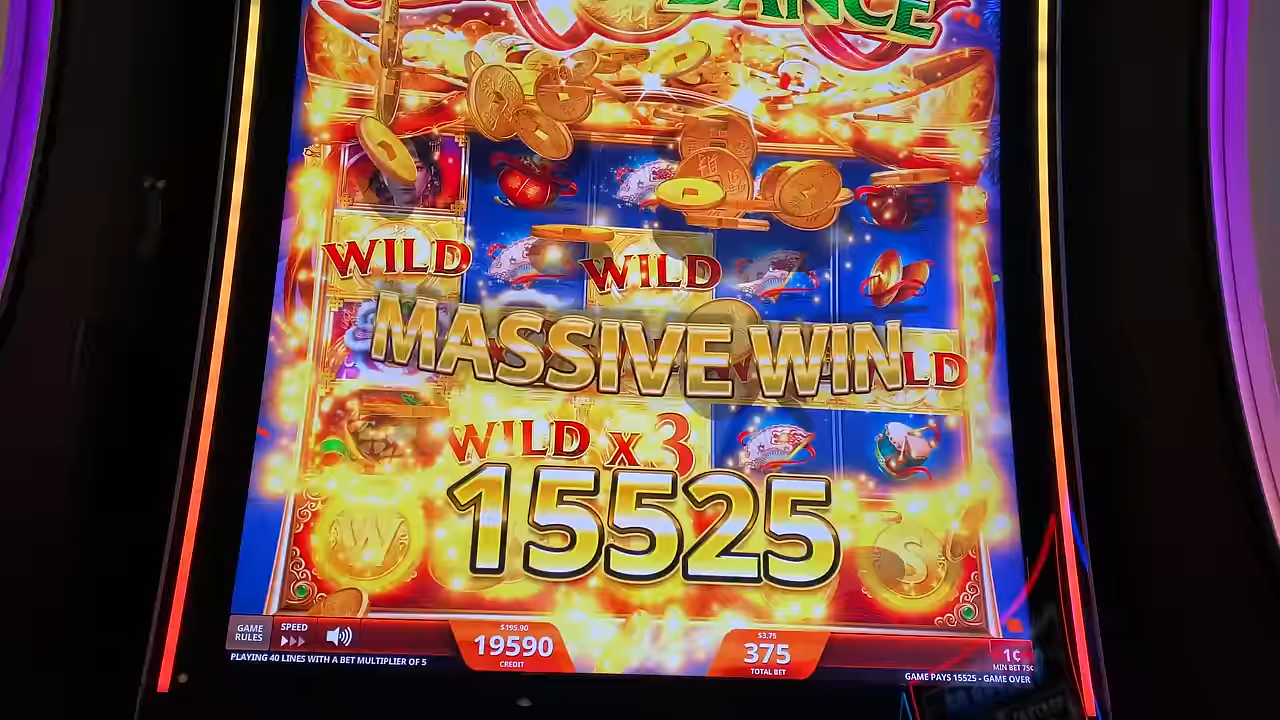 DANCE
WILD
WILD
MASSIVE WIN
LD
WILD x3
15525
W
S
GAME RULES
SPEED
$195.90
19590
CREDIT
$3.75
375
TOTAL BET
1¢
MIN BET 75¢
PLAYING 40 LINES WITH A BET MULTIPLIER OF 5
GAME PAYS 15525 - GAME OVER